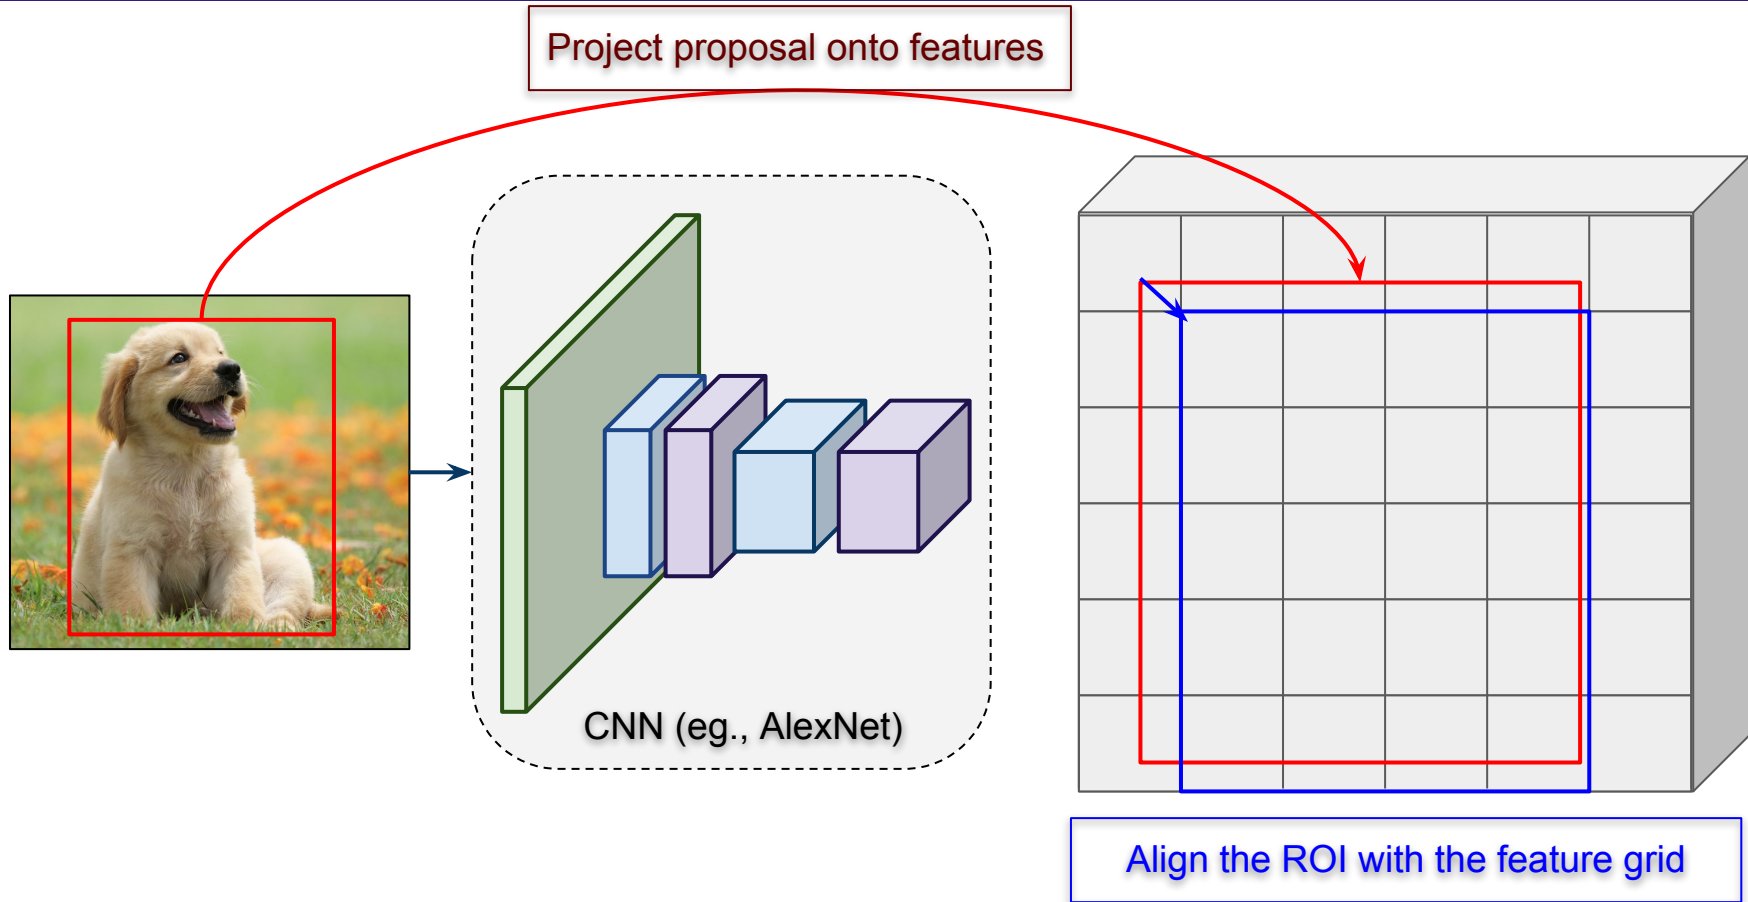 Project proposal onto features
CNN (eg., AlexNet)
Align the ROI with the feature grid